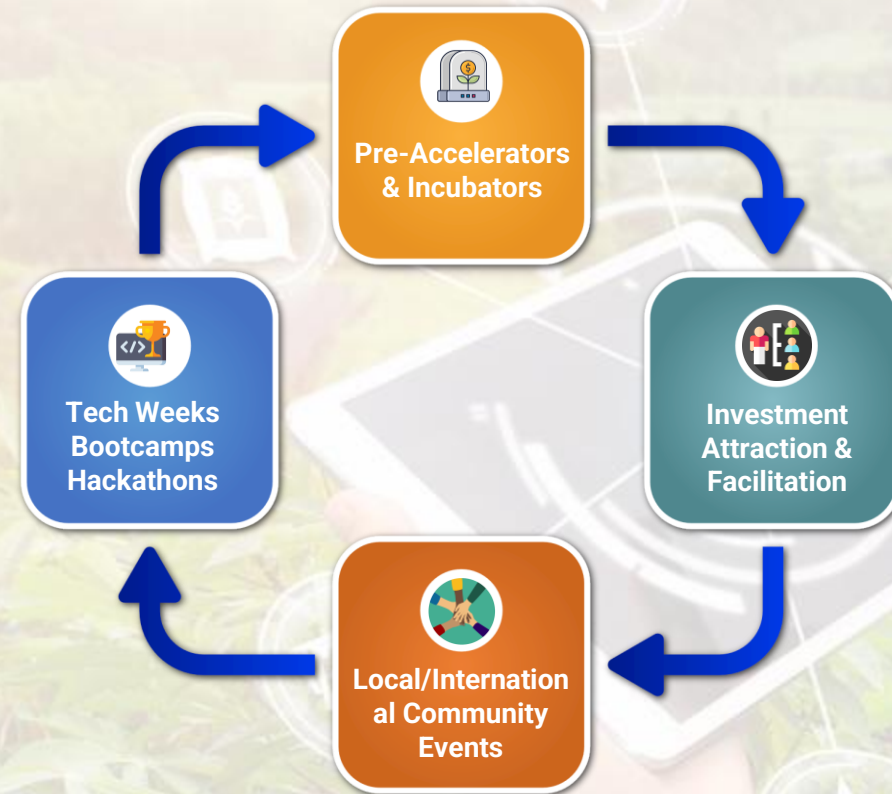 Pre-Accelerators
& Incubators
Tech Weeks
Bootcamps
Hackathons
Investment
Attraction &
Facilitation
Local/Internation
al Community
Events